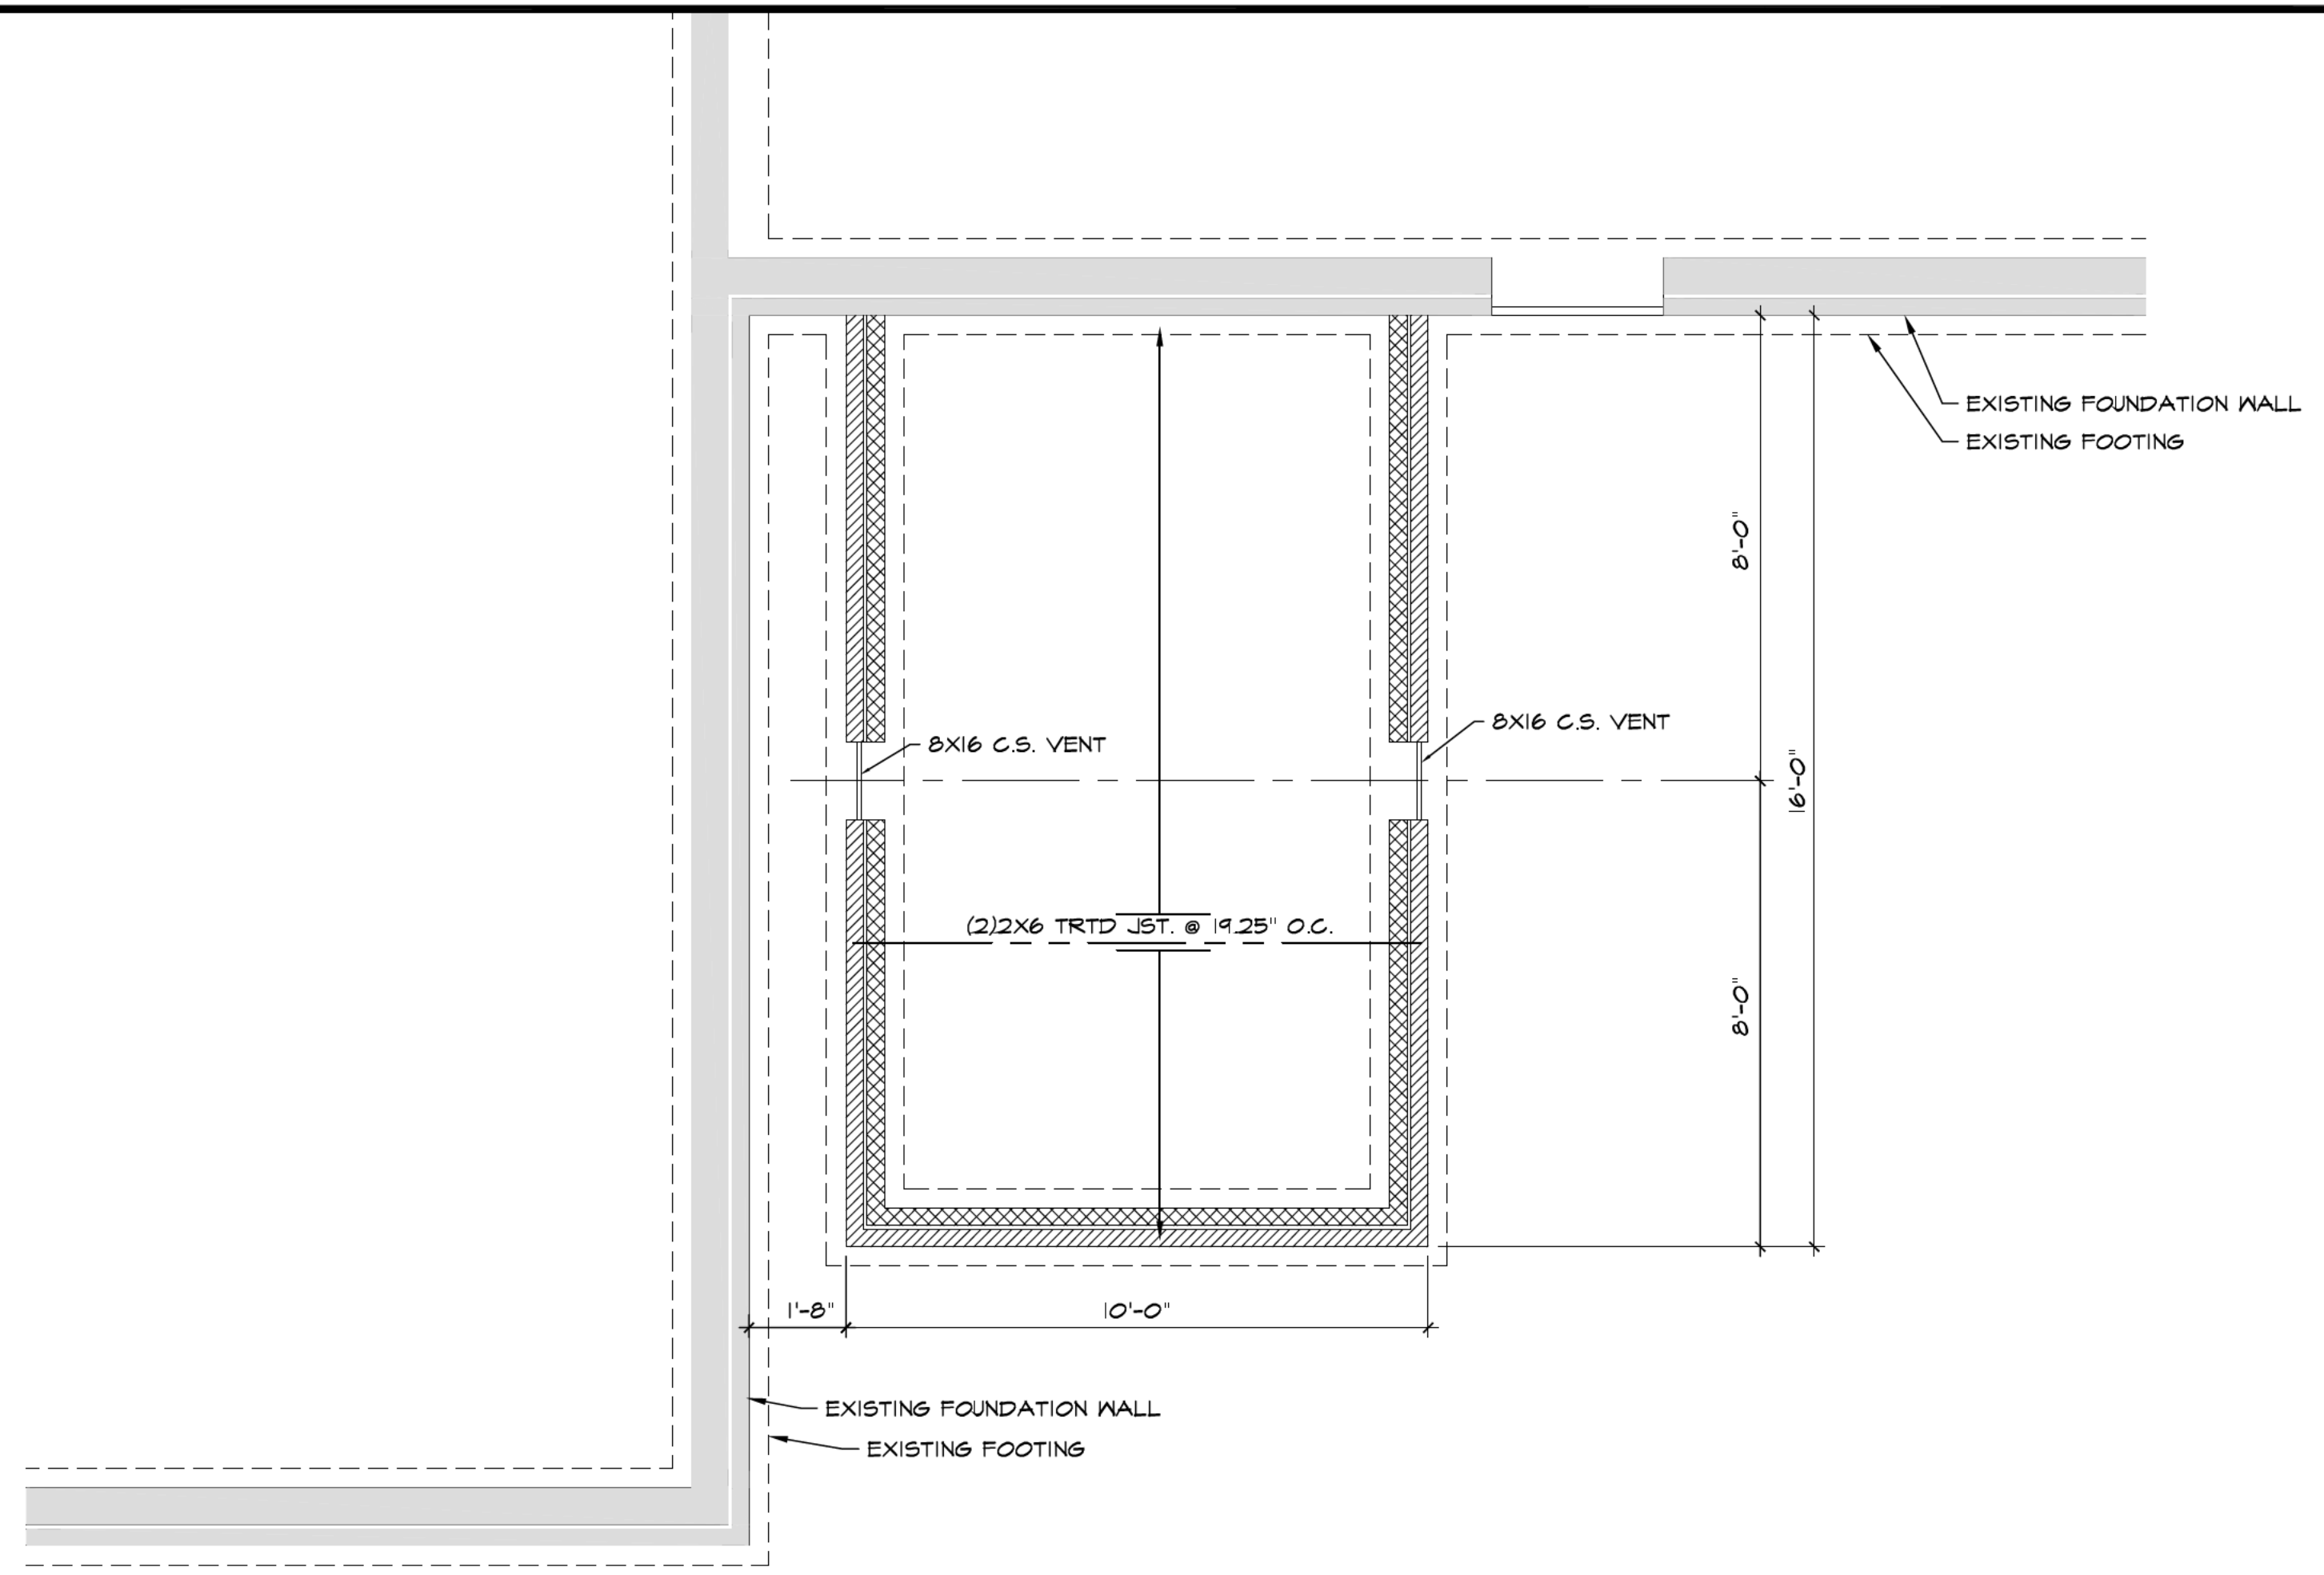 EXISTING FOUNDATION WALL
EXISTING FOOTING
8'-0"
8X16 C.S. VENT
8X16 C.S. VENT
16'-0"
(2)2X6 TRTD JST. @ 19.25" O.C.
8'-0"
1'-8"
10'-0"
EXISTING FOUNDATION WALL
EXISTING FOOTING